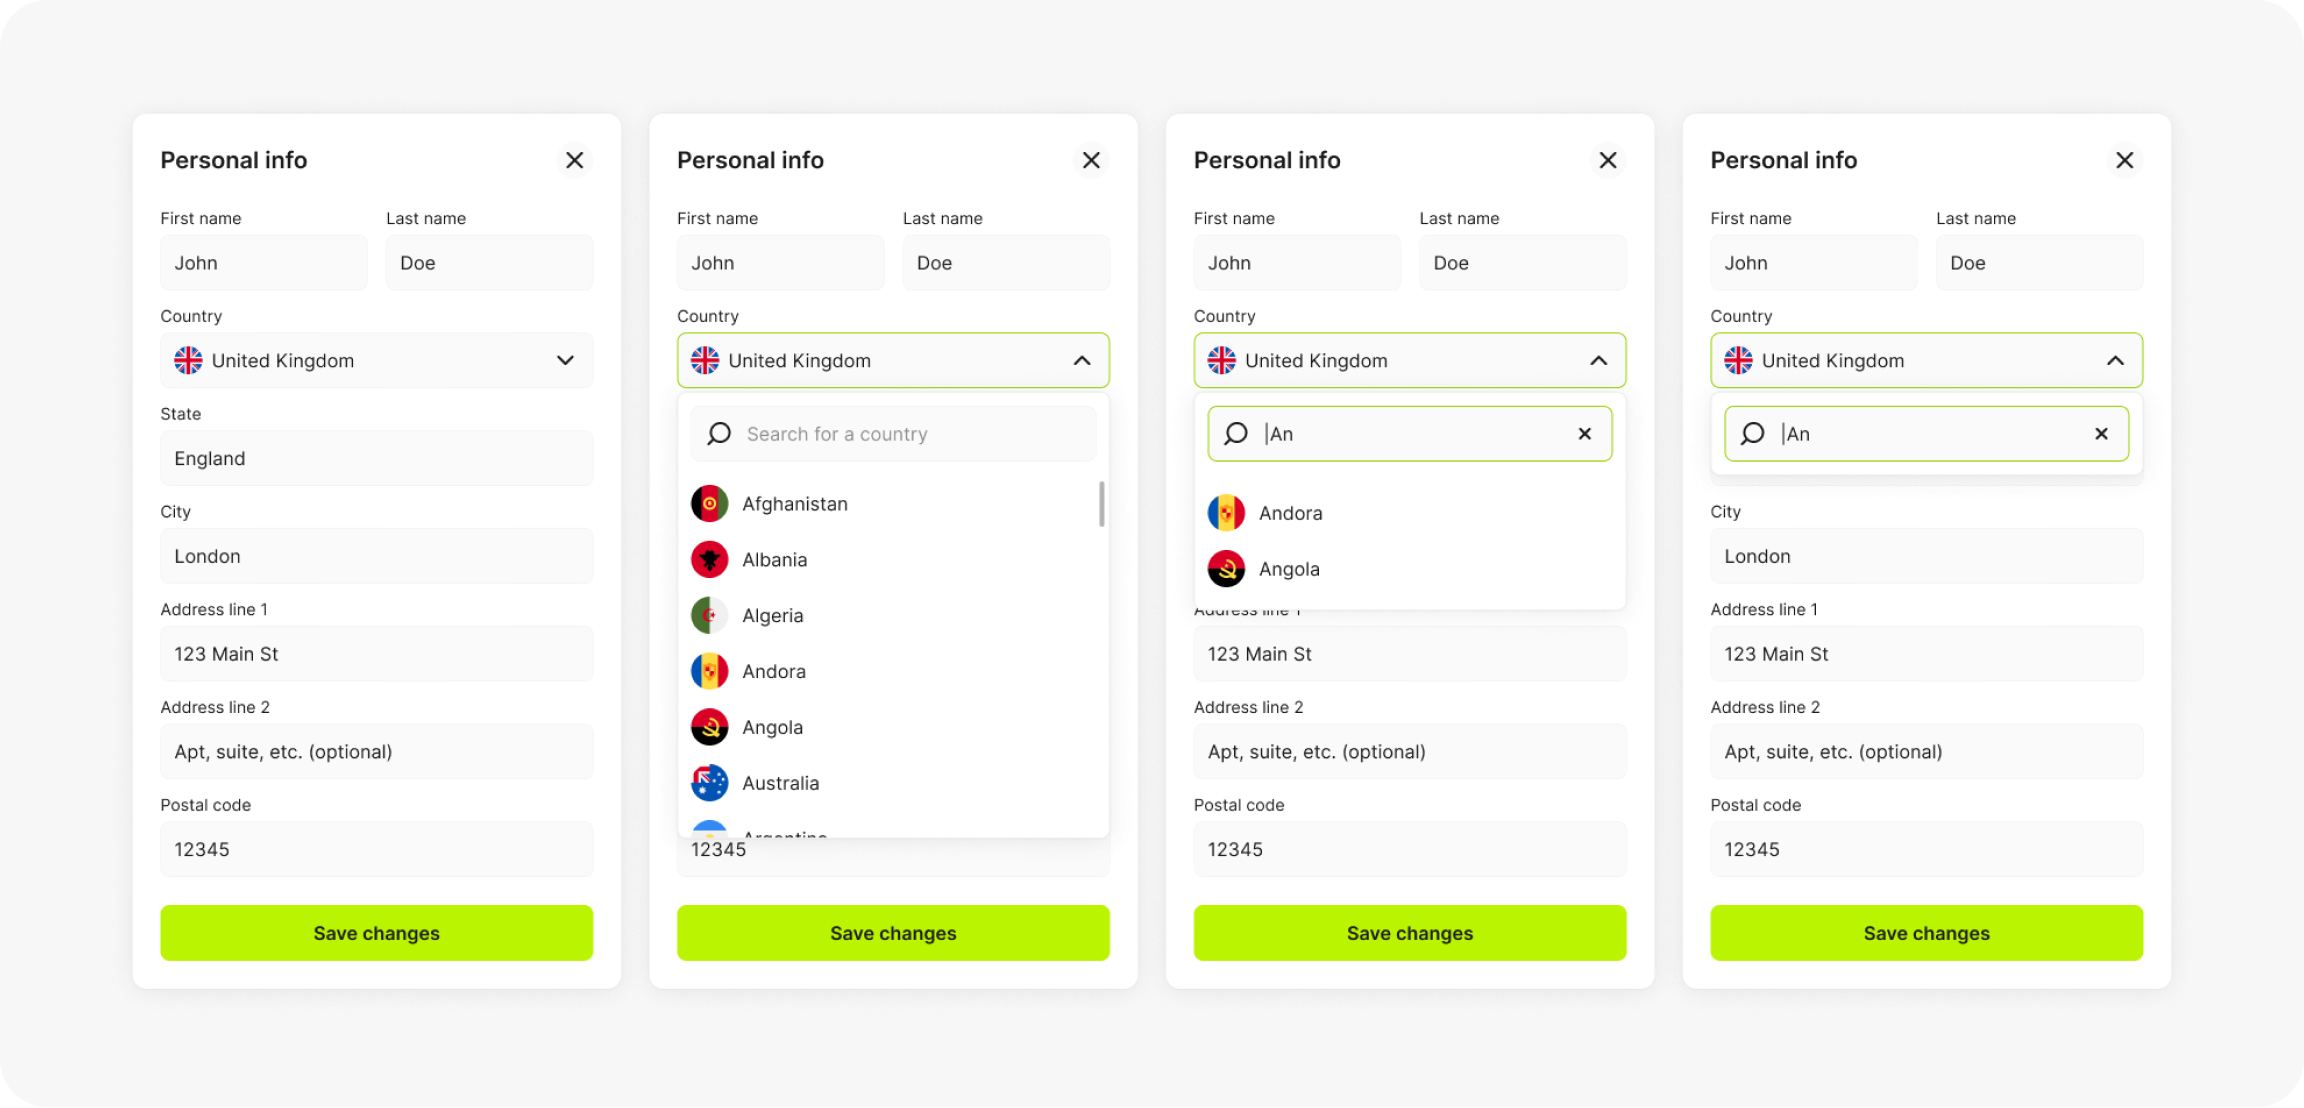 Personal info
First name Last name
John Doe
Country
United Kingdom
State
England
City
London
Address line 1
123 Main St
Address line 2
Apt, suite, etc. (optional)
Postal code
12345
Save changes
Personal info
First name Last name
John Doe
Country
United Kingdom
Search for a country
Afghanistan
Albania
Algeria
Andora
Angola
Australia
Argentina
12345
Save changes
Personal info
First name Last name
John Doe
Country
United Kingdom
An
Andora
Angola
Address line 1
123 Main St
Address line 2
Apt, suite, etc. (optional)
Postal code
12345
Save changes
Personal info
First name Last name
John Doe
Country
United Kingdom
An
City
London
Address line 1
123 Main St
Address line 2
Apt, suite, etc. (optional)
Postal code
12345
Save changes